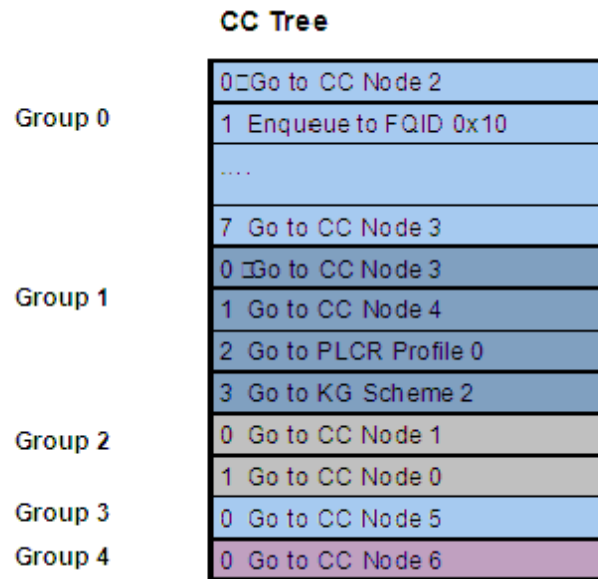 CC Tree
Group 0
0 Go to CC Node 2
1 Enqueue to FQID 0x10
....
7 Go to CC Node 3
Group 1
0 Go to CC Node 3
1 Go to CC Node 4
2 Go to PLCR Profile 0
3 Go to KG Scheme 2
Group 2
0 Go to CC Node 1
1 Go to CC Node 0
Group 3
0 Go to CC Node 5
Group 4
0 Go to CC Node 6